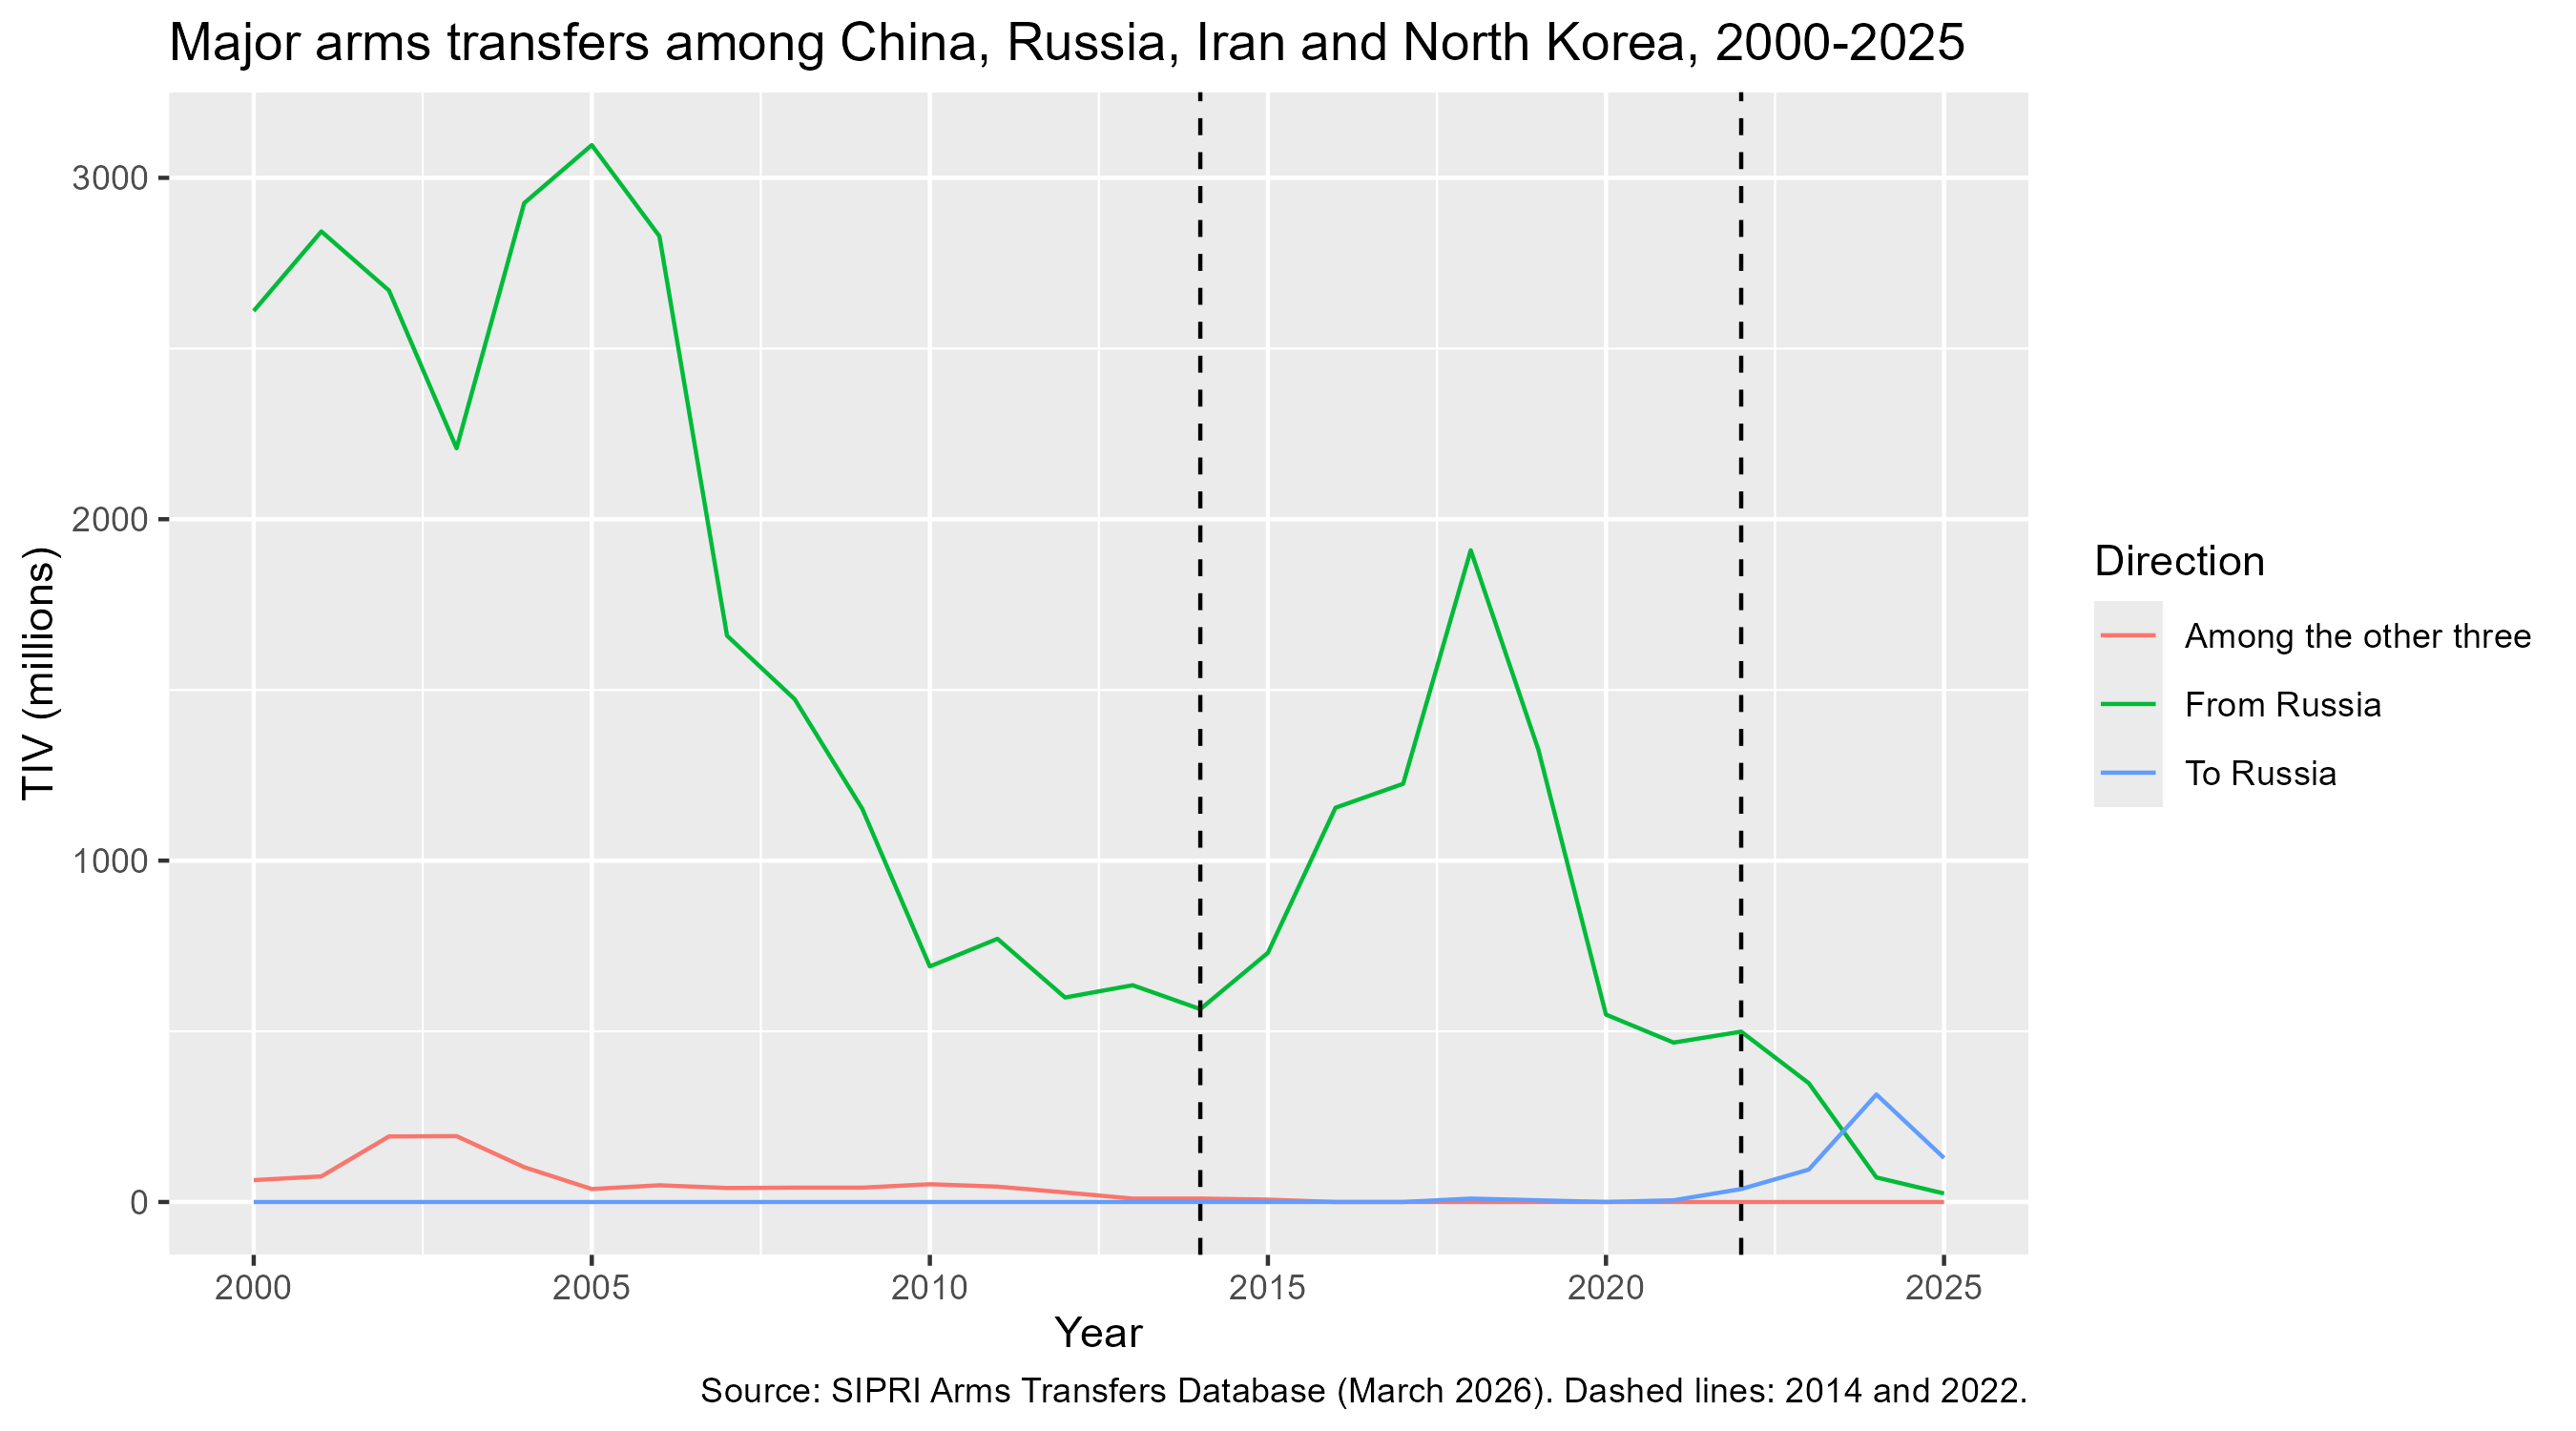 Major arms transfers among China, Russia, Iran and North Korea, 2000-2025
TIV (millions)
3000
2000
1000
0
2000 2005 2010 2015 2020 2025
Year
Direction
Among the other three
From Russia
To Russia
Source: SIPRI Arms Transfers Database (March 2026). Dashed lines: 2014 and 2022.